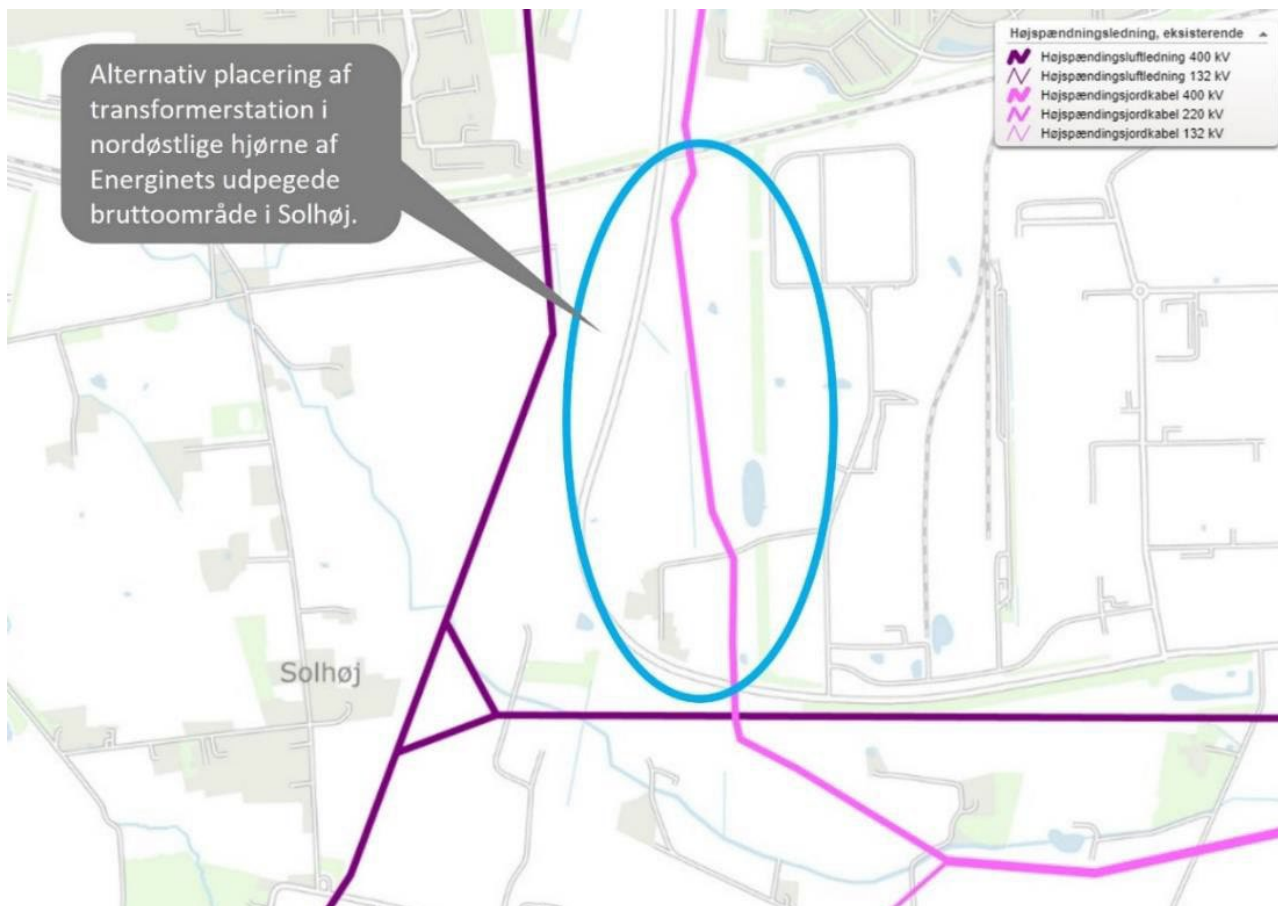 Alternativ placering af
transformerstation i
nordøstlige hjørne af
Energinets udpegede
bruttoområde i Solhøj.
Højspændningsledning, eksisterende
Højspændingsluftledning 400 kV
Højspændingsluftledning 132 kV
Højspændingsjordkabel 400 kV
Højspændingsjordkabel 220 kV
Højspændingsjordkabel 132 kV
Solhøj